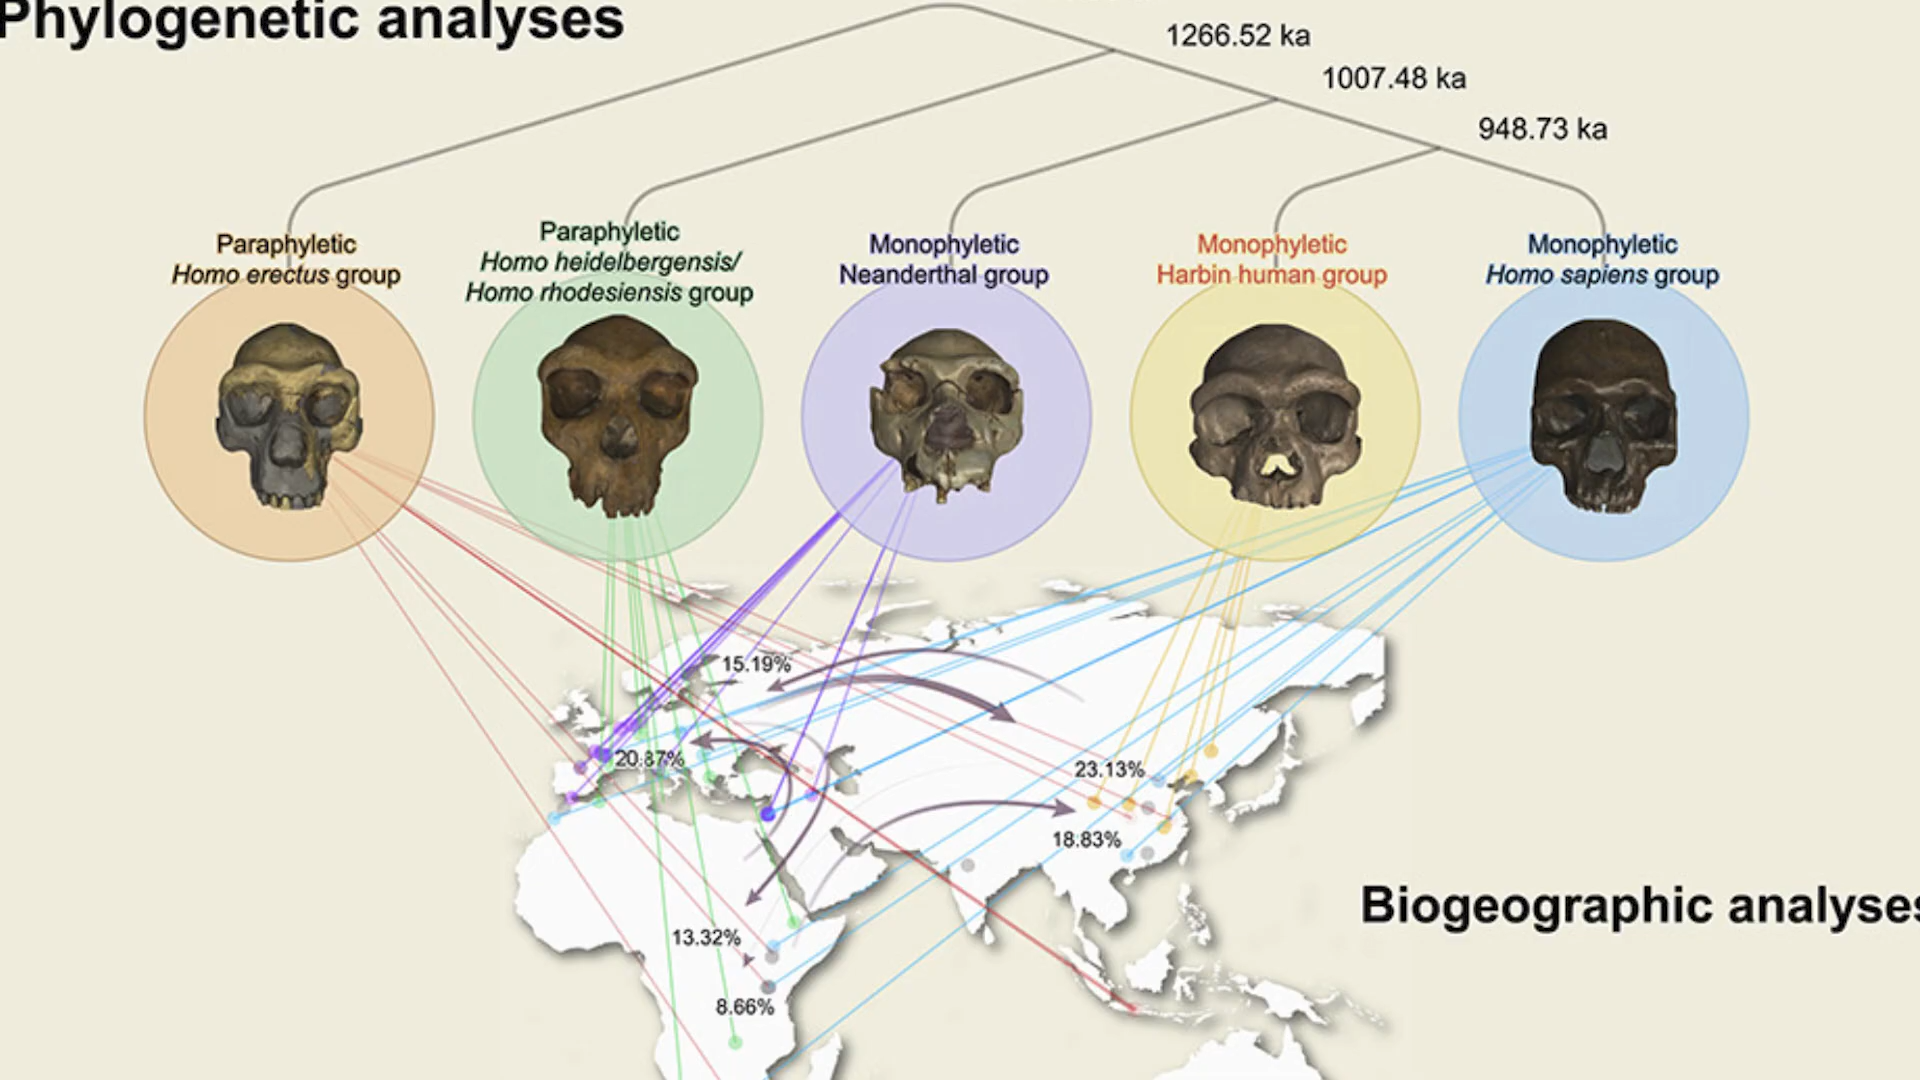 Phylogenetic analyses
1266.52 ka
1007.48 ka
948.73 ka
Paraphyletic
Homo erectus group
Paraphyletic
Homo heidelbergensis/
Homo rhodesiensis group
Monophyletic
Neanderthal group
Monophyletic
Harbin human group
Monophyletic
Homo sapiens group
15.19%
20.87%
23.13%
18.83%
13.32%
8.66%
Biogeographic analyses